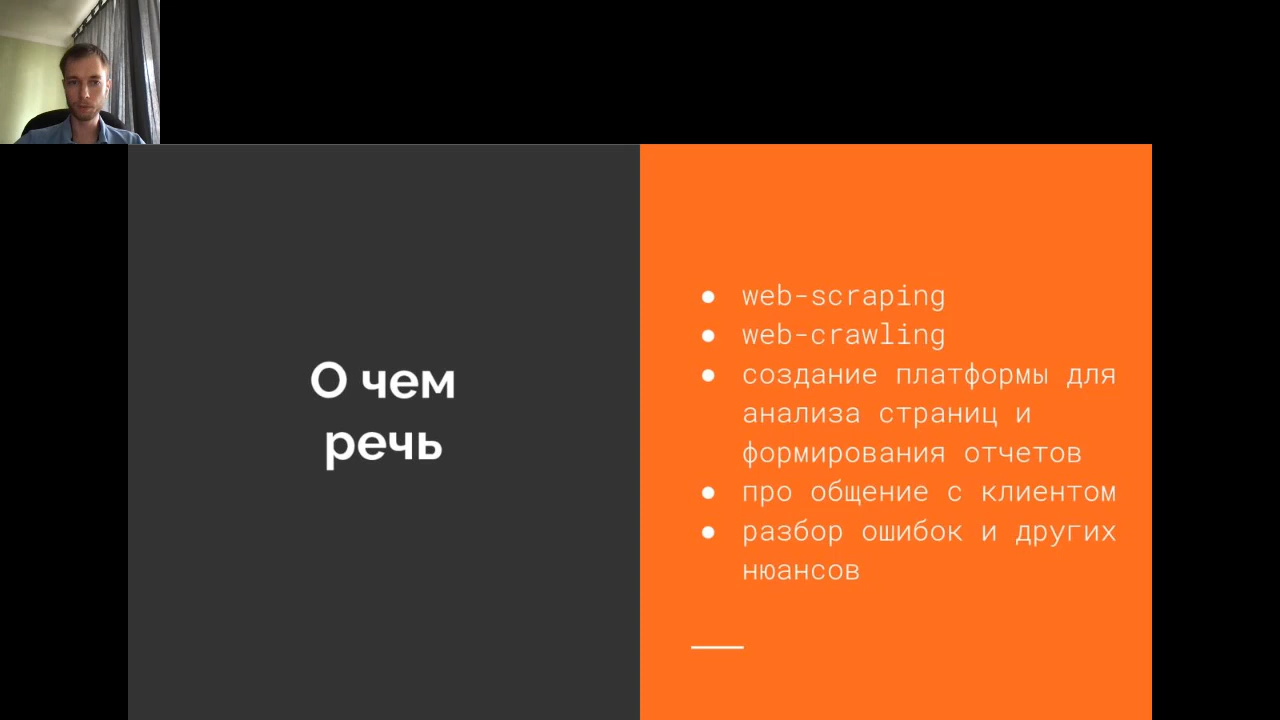 О чем
речь
● web-scraping
● web-crawling
● создание платформы для
анализа страниц и
формирования отчетов
● про общение с клиентом
● разбор ошибок и других
нюансов